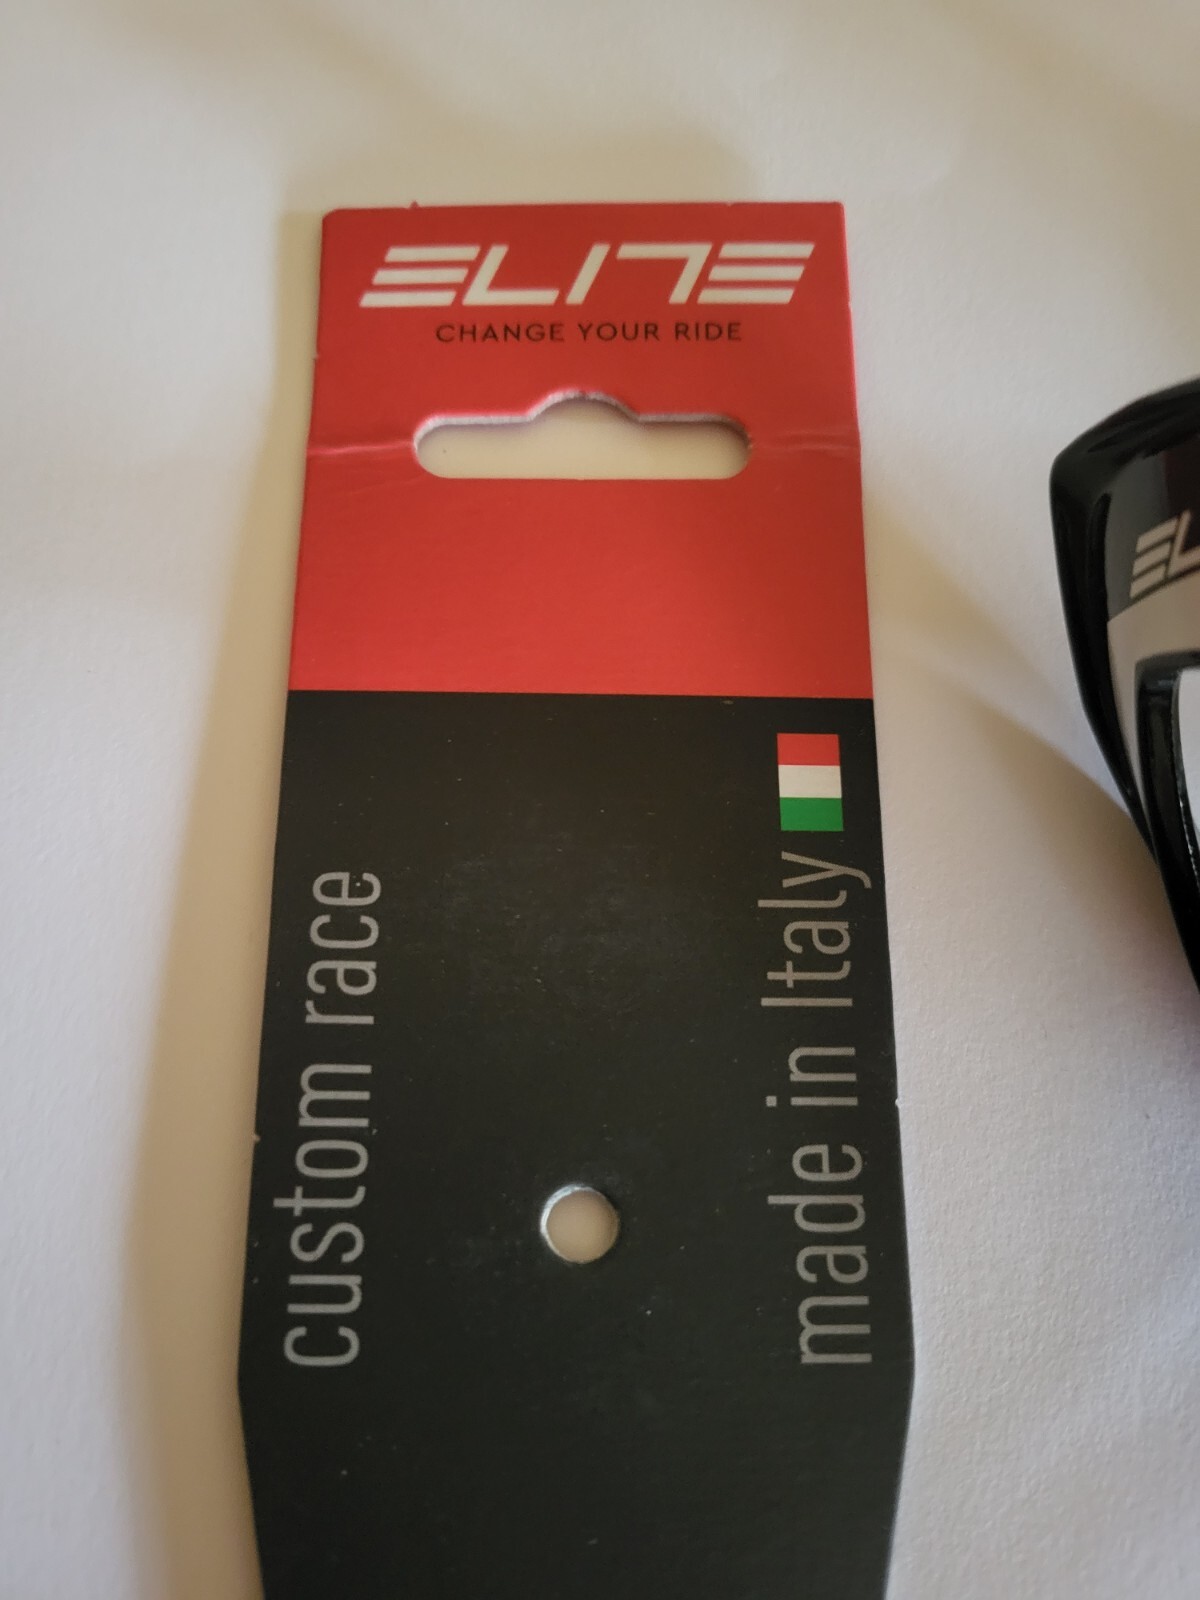 ELITE
CHANGE YOUR RIDE
custom race
made in Italy